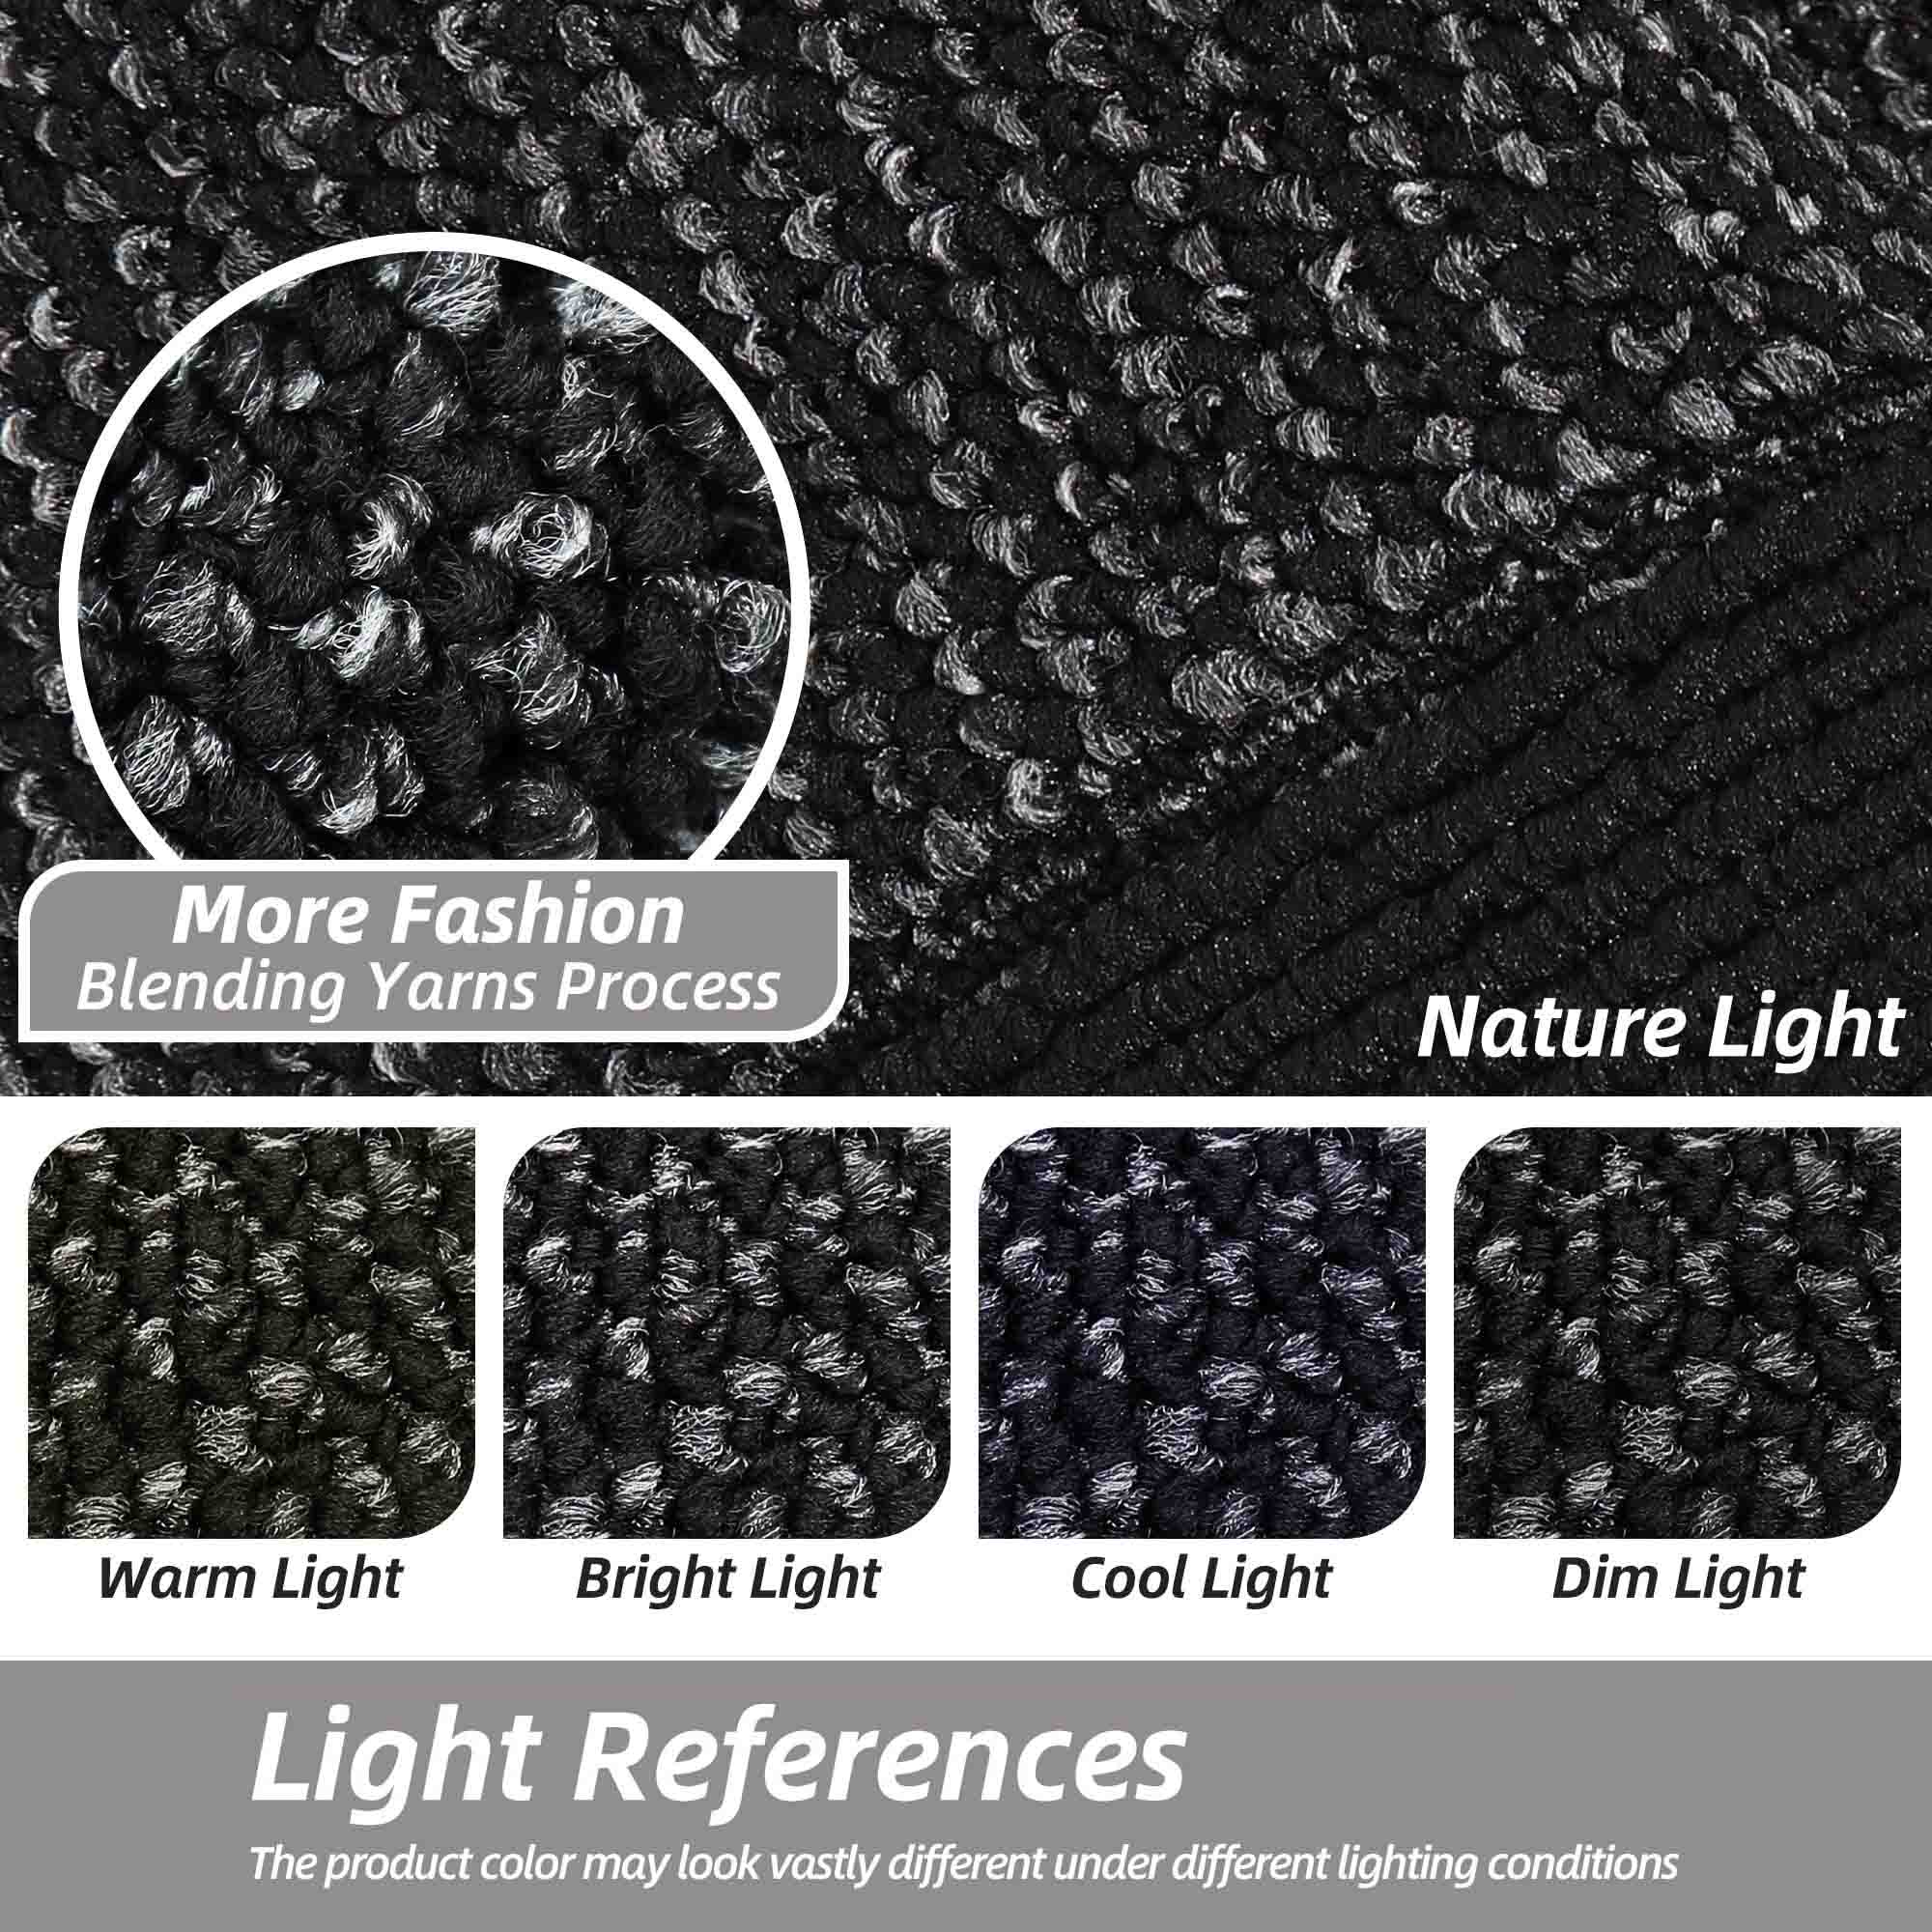 More Fashion
Blending Yarns Process
Nature Light
Warm Light
Bright Light
Cool Light
Dim Light
Light References
The product color may look vastly different under different lighting conditions